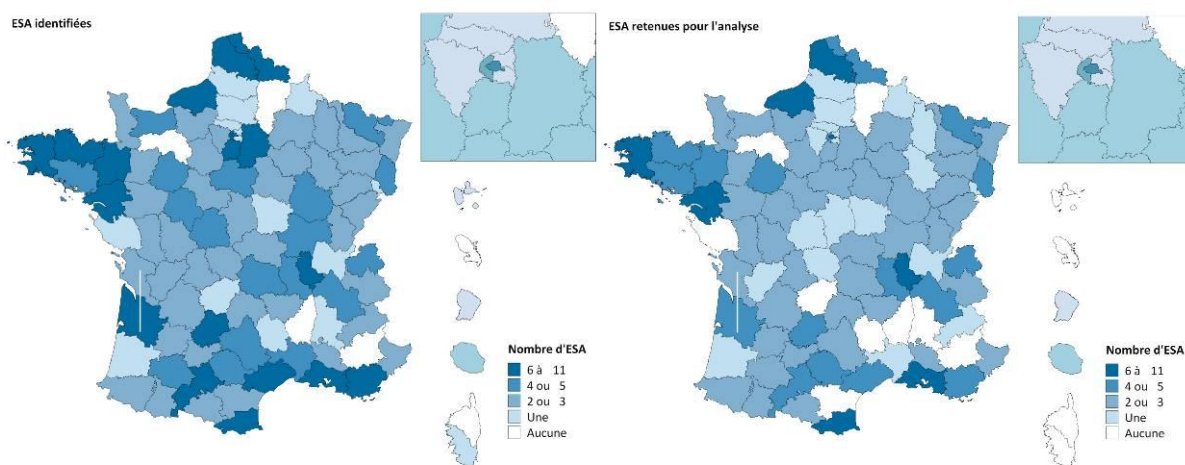 ESA identifiées
Nombre d'ESA
6 à 11
4 ou 5
2 ou 3
Une
Aucune
ESA retenues pour l'analyse
Nombre d'ESA
6 à 11
4 ou 5
2 ou 3
Une
Aucune